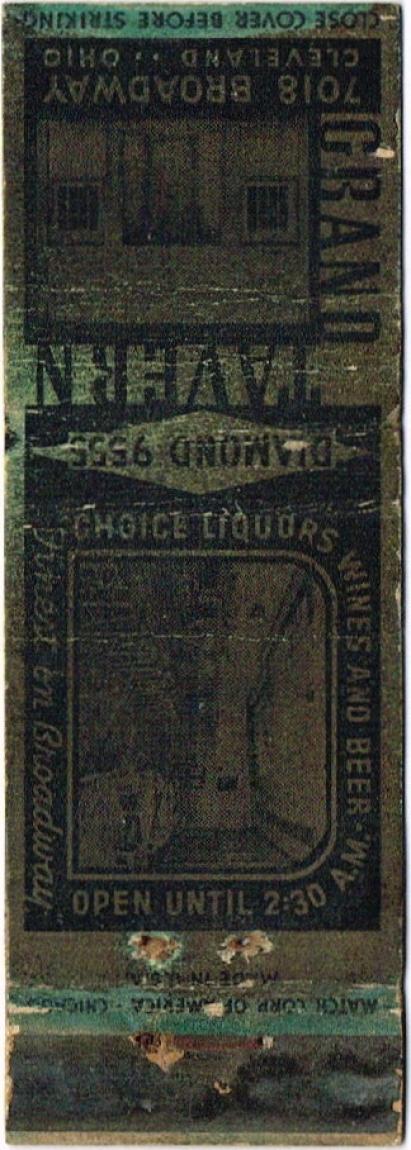 CLOSE COVER BEFORE STRIKING
7018 BROADWAY
CLEVELAND · · OHIO
GRAND
TAVERN
DIAMOND 9555
CHOICE LIQUORS
WINES AND BEER ·
OPEN UNTIL 2:30 A.M.
Finest on Broadway
MADE IN U.S.A.
MATCH CORP. OF AMERICA · CHICAGO